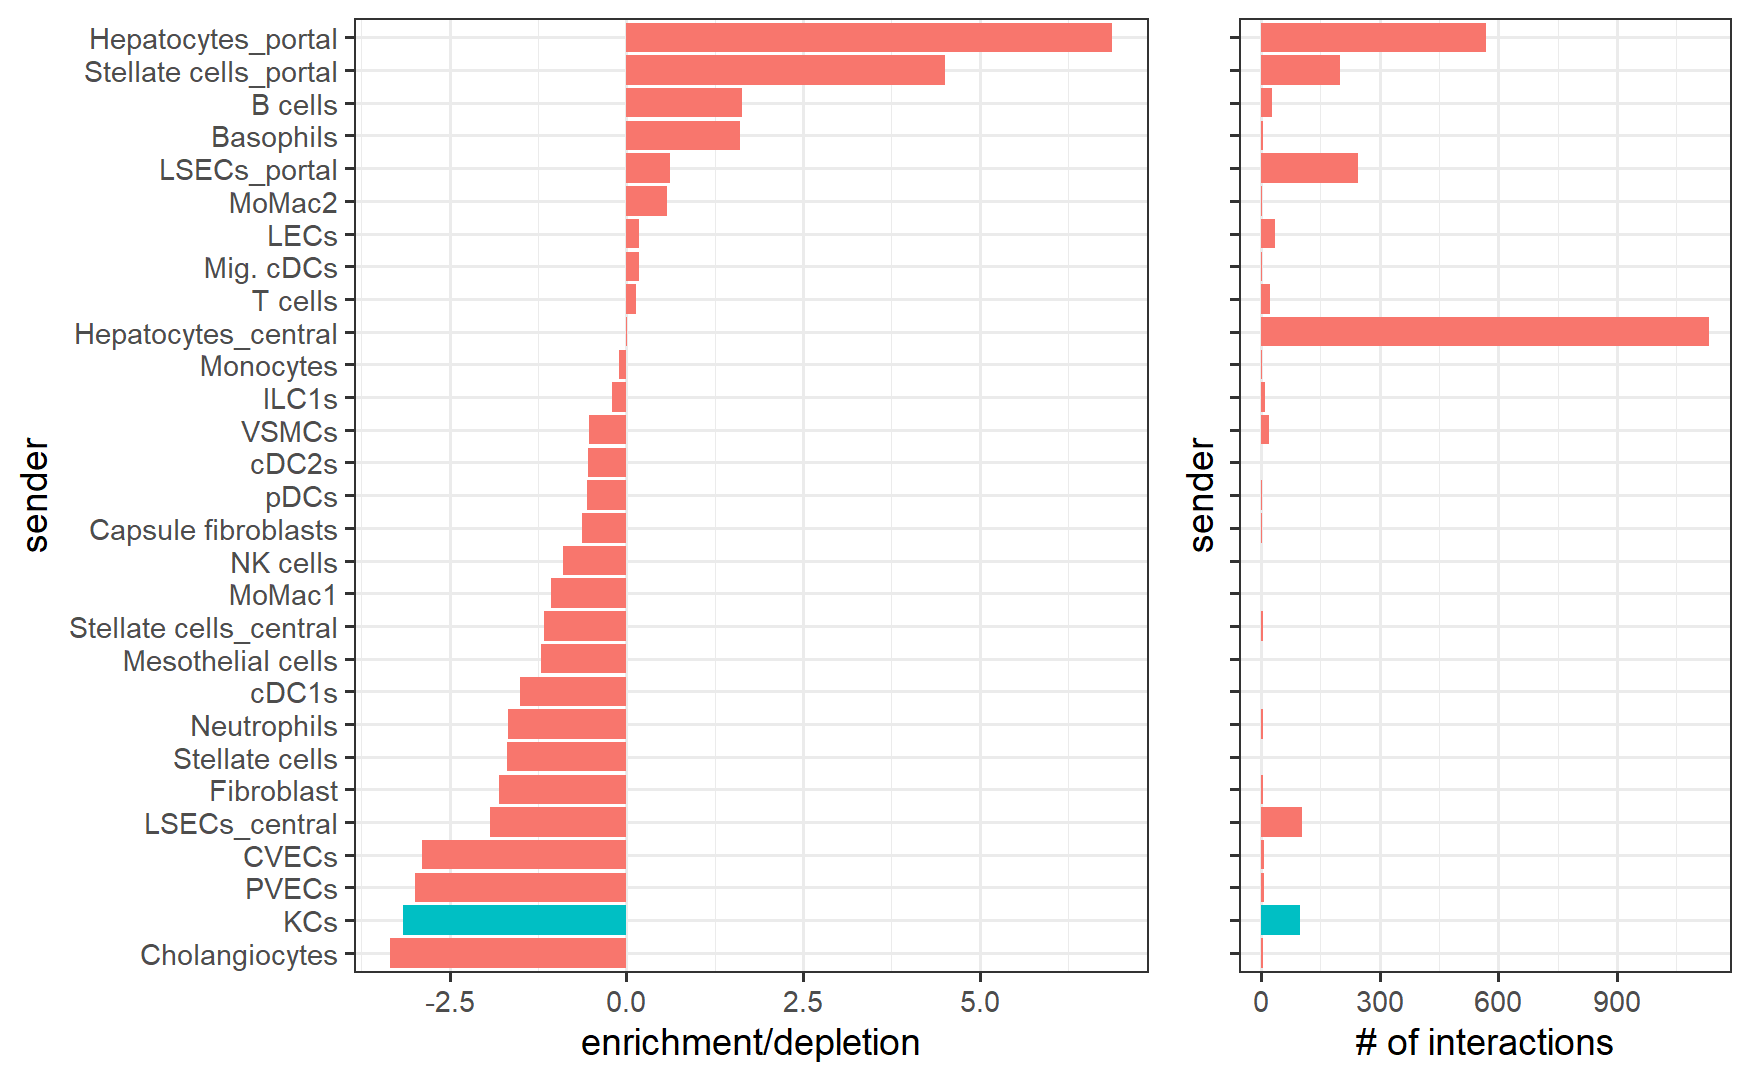 Hepatocytes_portal
Stellate cells_portal
B cells
Basophils
LSECs_portal
MoMac2
LECs
Mig. cDCs
T cells
Hepatocytes_central
Monocytes
ILC1s
VSMCs
cDC2s
pDCs
Capsule fibroblasts
NK cells
MoMac1
Stellate cells_central
Mesothelial cells
cDC1s
Neutrophils
Stellate cells
Fibroblast
LSECs_central
CVECs
PVECs
KCs
Cholangiocytes
sender
-2.5 0.0 2.5 5.0
enrichment/depletion
sender
0 300 600 900
# of interactions